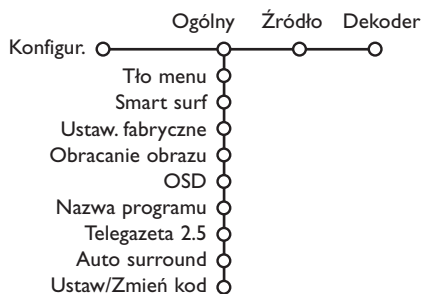 Ogólny Źródło Dekoder
Konfigur.
Tło menu
Smart surf
Ustaw. fabryczne
Obracanie obrazu
OSD
Nazwa programu
Telegazeta 2.5
Auto surround
Ustaw/Zmień kod